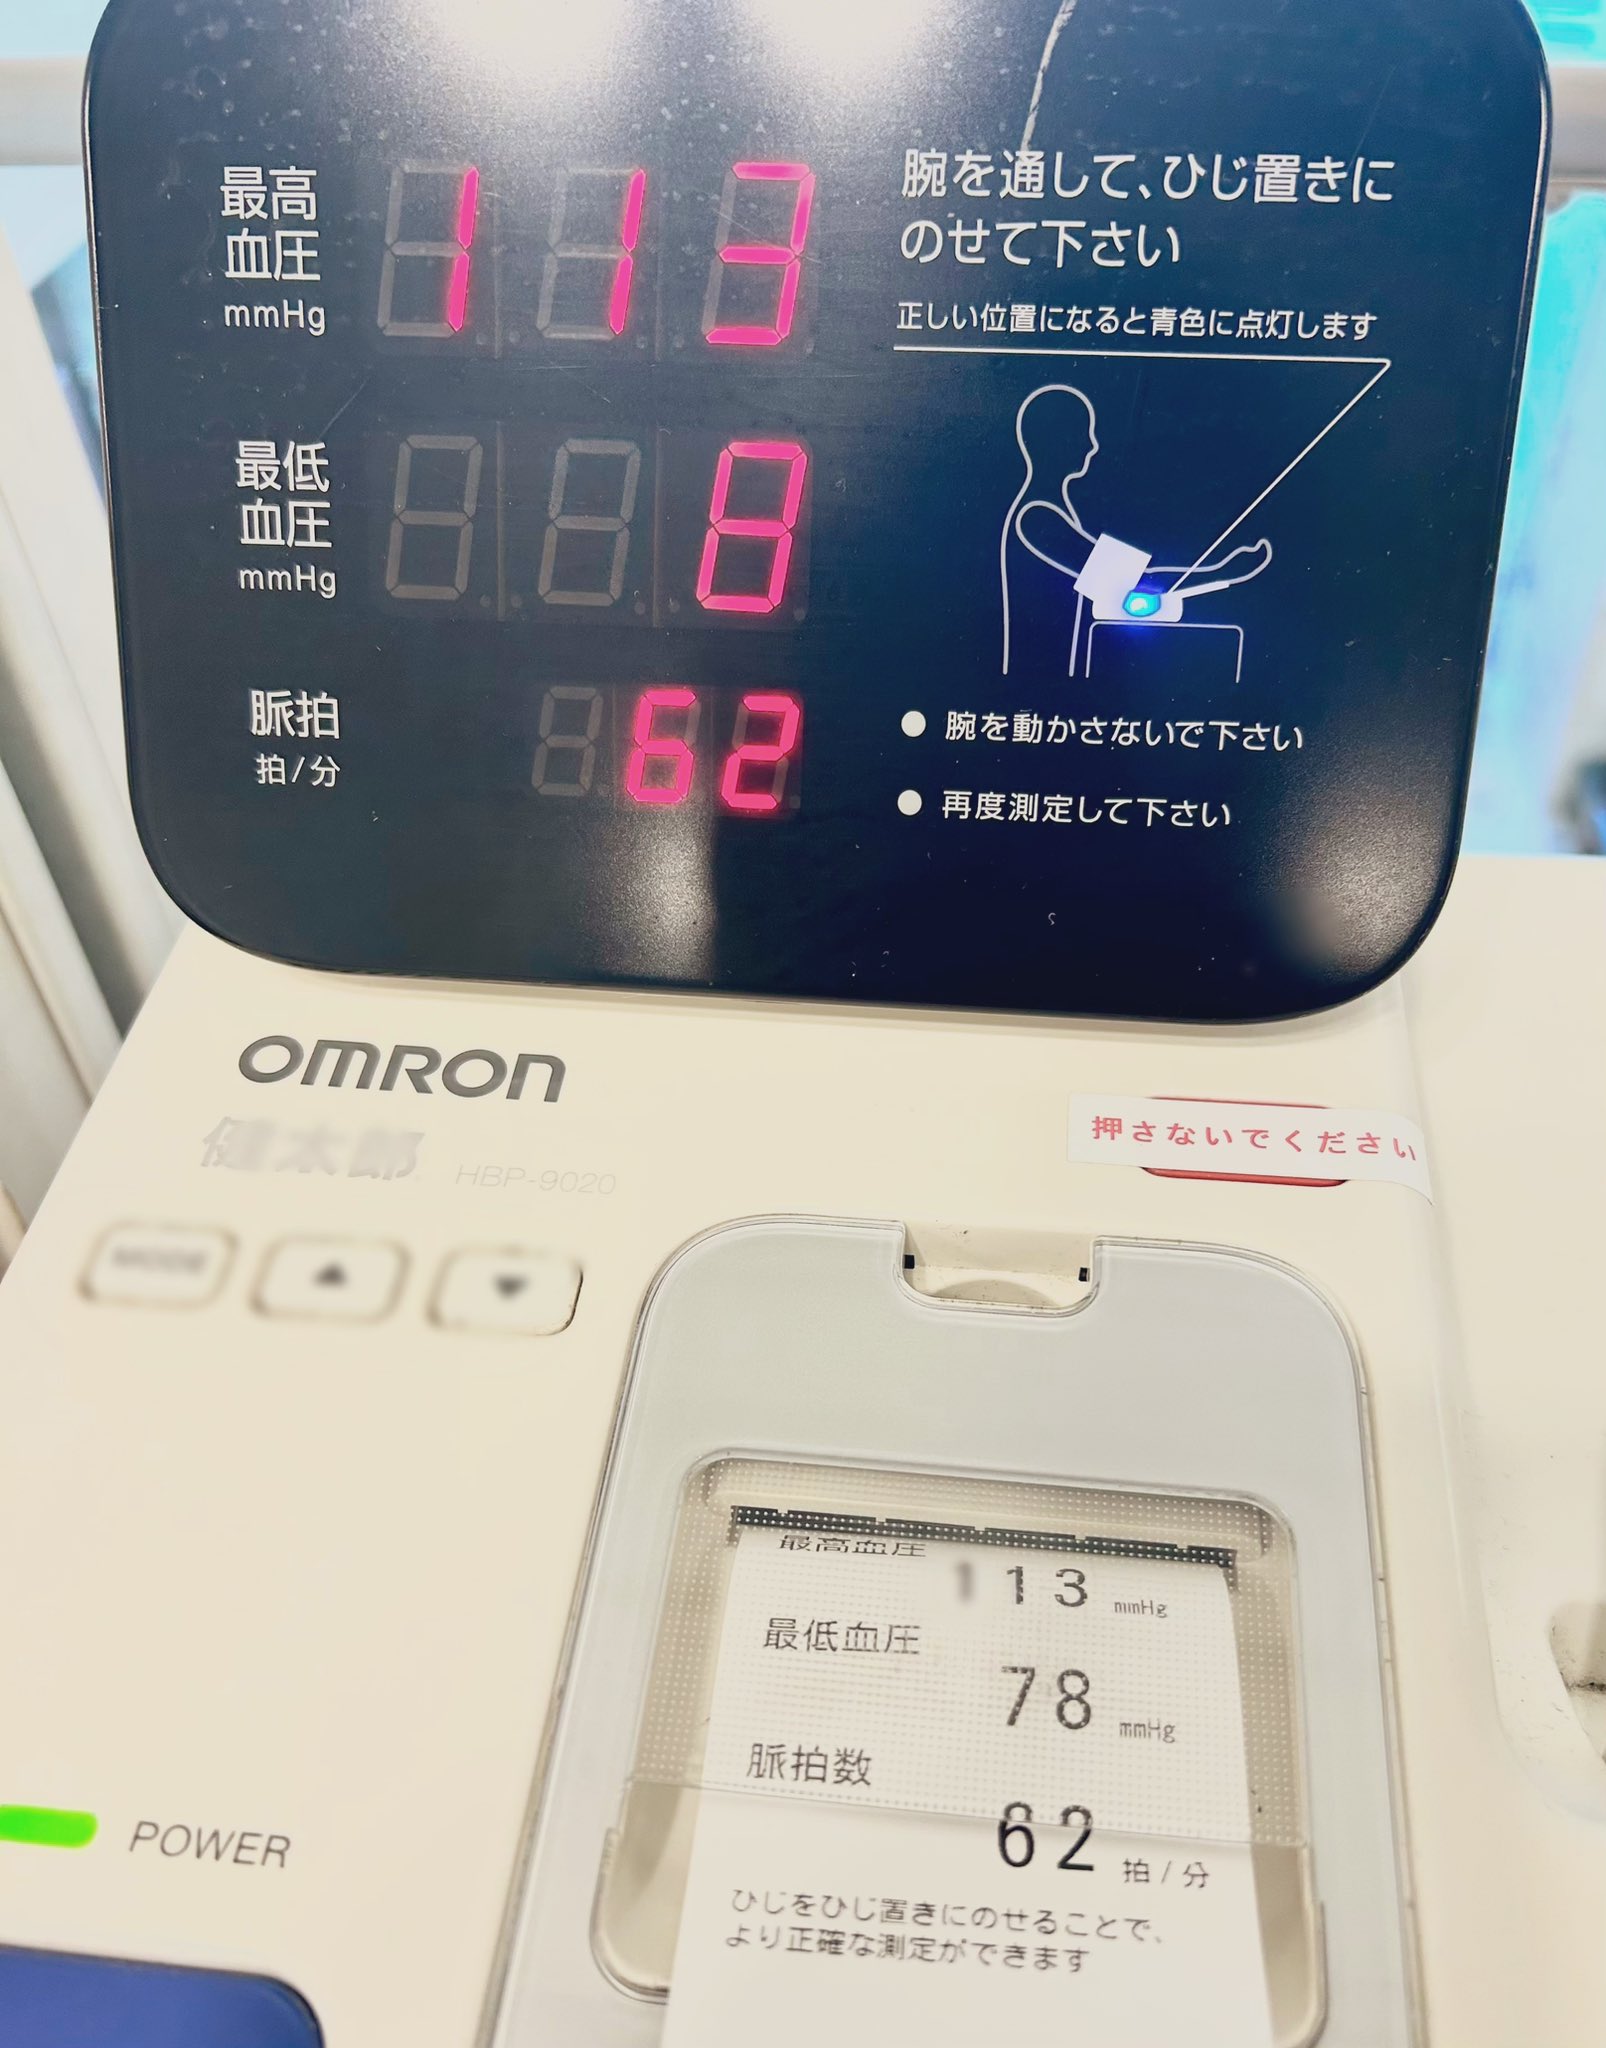 最高
血圧
mmHg
113
最低
血圧
mmHg
8
脈拍
拍/分
62
腕を通して、ひじ置きに
のせて下さい
正しい位置になると青色に点灯します
● 腕を動かさないで下さい
● 再度測定して下さい
OMRON
健太郎 HBP-9020
押さないでください
MODE ▲ ▼
最高血圧
113 mmHg
最低血圧
78 mmHg
脈拍数
62 拍/分
ひじをひじ置きにのせることで、
より正確な測定ができます
POWER